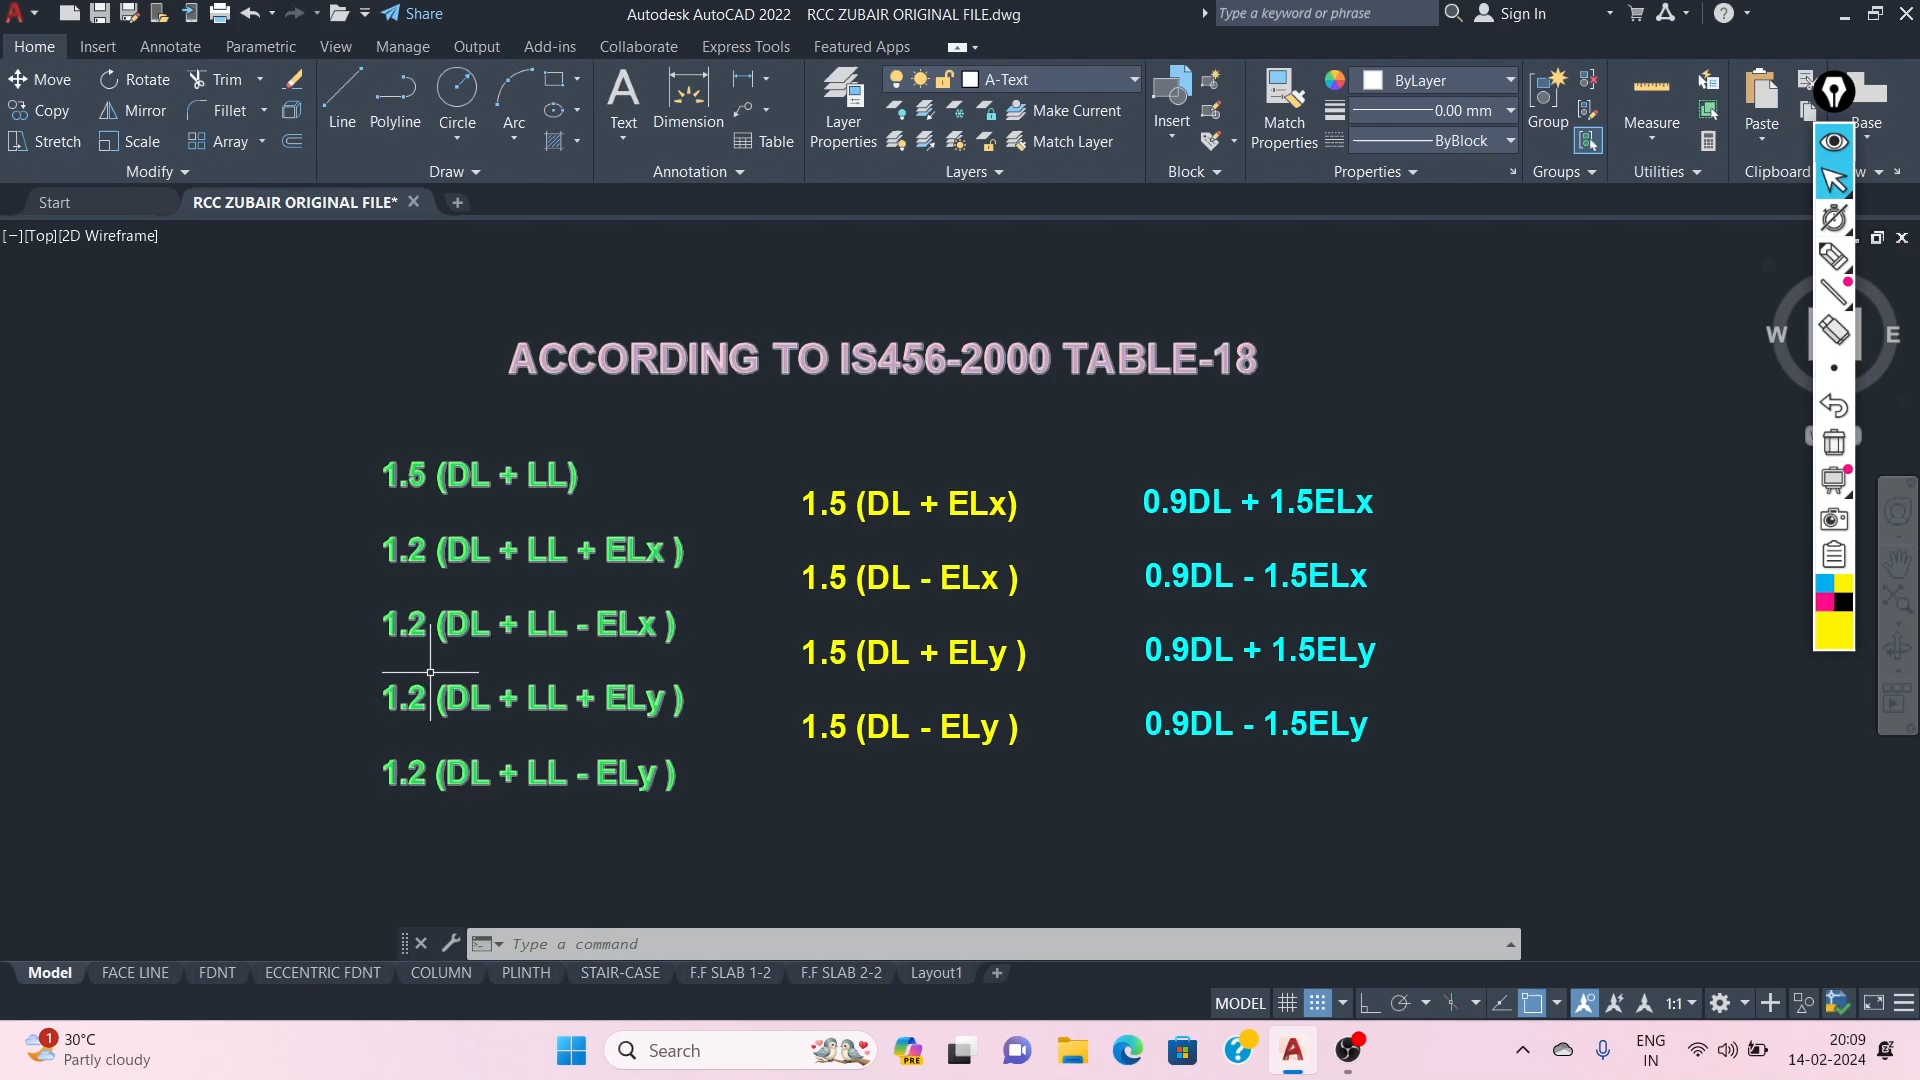 Share
Autodesk AutoCAD 2022 RCC ZUBAIR ORIGINAL FILE.dwg
Type a keyword or phrase
Sign In
Home Insert Annotate Parametric View Manage Output Add-ins Collaborate Express Tools Featured Apps
Move Rotate Trim
Copy Mirror Fillet
Stretch Scale Array
Modify
Line Polyline Circle Arc
Draw
Text Dimension Table
Annotation
A-Text
Layer Properties
Make Current
Match Layer
Layers
Insert
Block
Match Properties
ByLayer
0.00 mm
ByBlock
Properties
Group
Groups
Measure
Utilities
Paste
Clipboard
Base
Start RCC ZUBAIR ORIGINAL FILE*
[−][Top][2D Wireframe]
W E
ACCORDING TO IS456-2000 TABLE-18
1.5 (DL + LL)
1.2 (DL + LL + ELx )
1.2 (DL + LL - ELx )
1.2 (DL + LL + ELy )
1.2 (DL + LL - ELy )
1.5 (DL + ELx)
1.5 (DL - ELx )
1.5 (DL + ELy )
1.5 (DL - ELy )
0.9DL + 1.5ELx
0.9DL - 1.5ELx
0.9DL + 1.5ELy
0.9DL - 1.5ELy
Type a command
Model FACE LINE FDNT ECCENTRIC FDNT COLUMN PLINTH STAIR-CASE F.F SLAB 1-2 F.F SLAB 2-2 Layout1
MODEL 1:1
1 30°C
Partly cloudy
Search
PRE
ENG
IN
20:09
14-02-2024